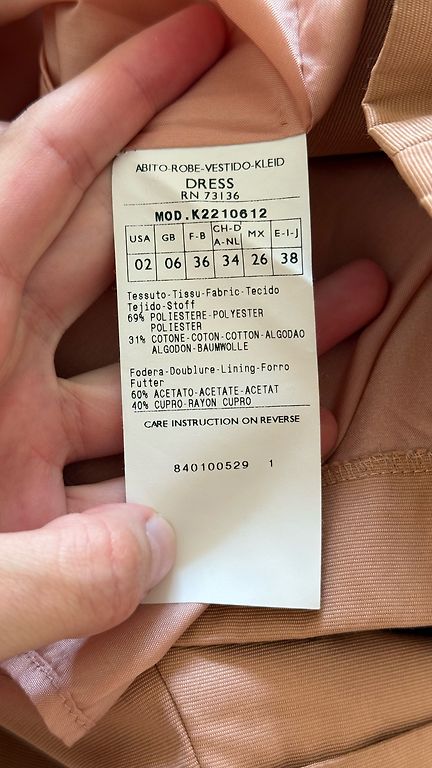 ABITO-ROBE-VESTIDO-KLEID
DRESS
RN 73136
MOD.K2210612
USA GB F-B CH-D A-NL MX E-I-J
02 06 36 34 26 38
Tessuto-Tissu-Fabric-Tecido
Tejido-Stoff
69% POLIESTERE-POLYESTER
POLIESTER
31% COTONE-COTON-COTTON-ALGODAO
ALGODON-BAUMWOLLE
Fodera-Doublure-Lining-Forro
Futter
60% ACETATO-ACETATE-ACETAT
40% CUPRO-RAYON CUPRO
CARE INSTRUCTION ON REVERSE
840100529 1